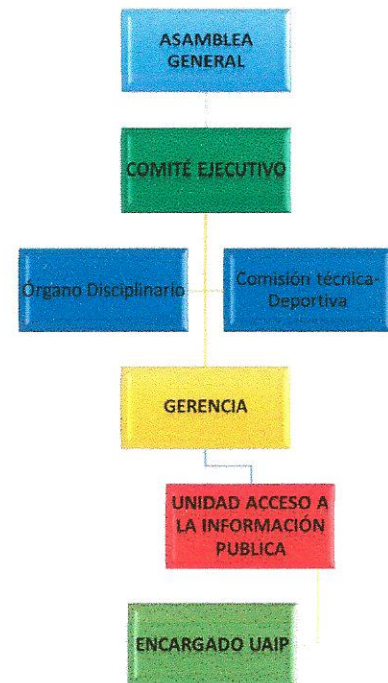 ASAMBLEA
GENERAL
COMITÉ EJECUTIVO
Órgano Disciplinario
Comisión técnica-
Deportiva
GERENCIA
UNIDAD ACCESO A
LA INFORMACIÓN
PUBLICA
ENCARGADO UAIP